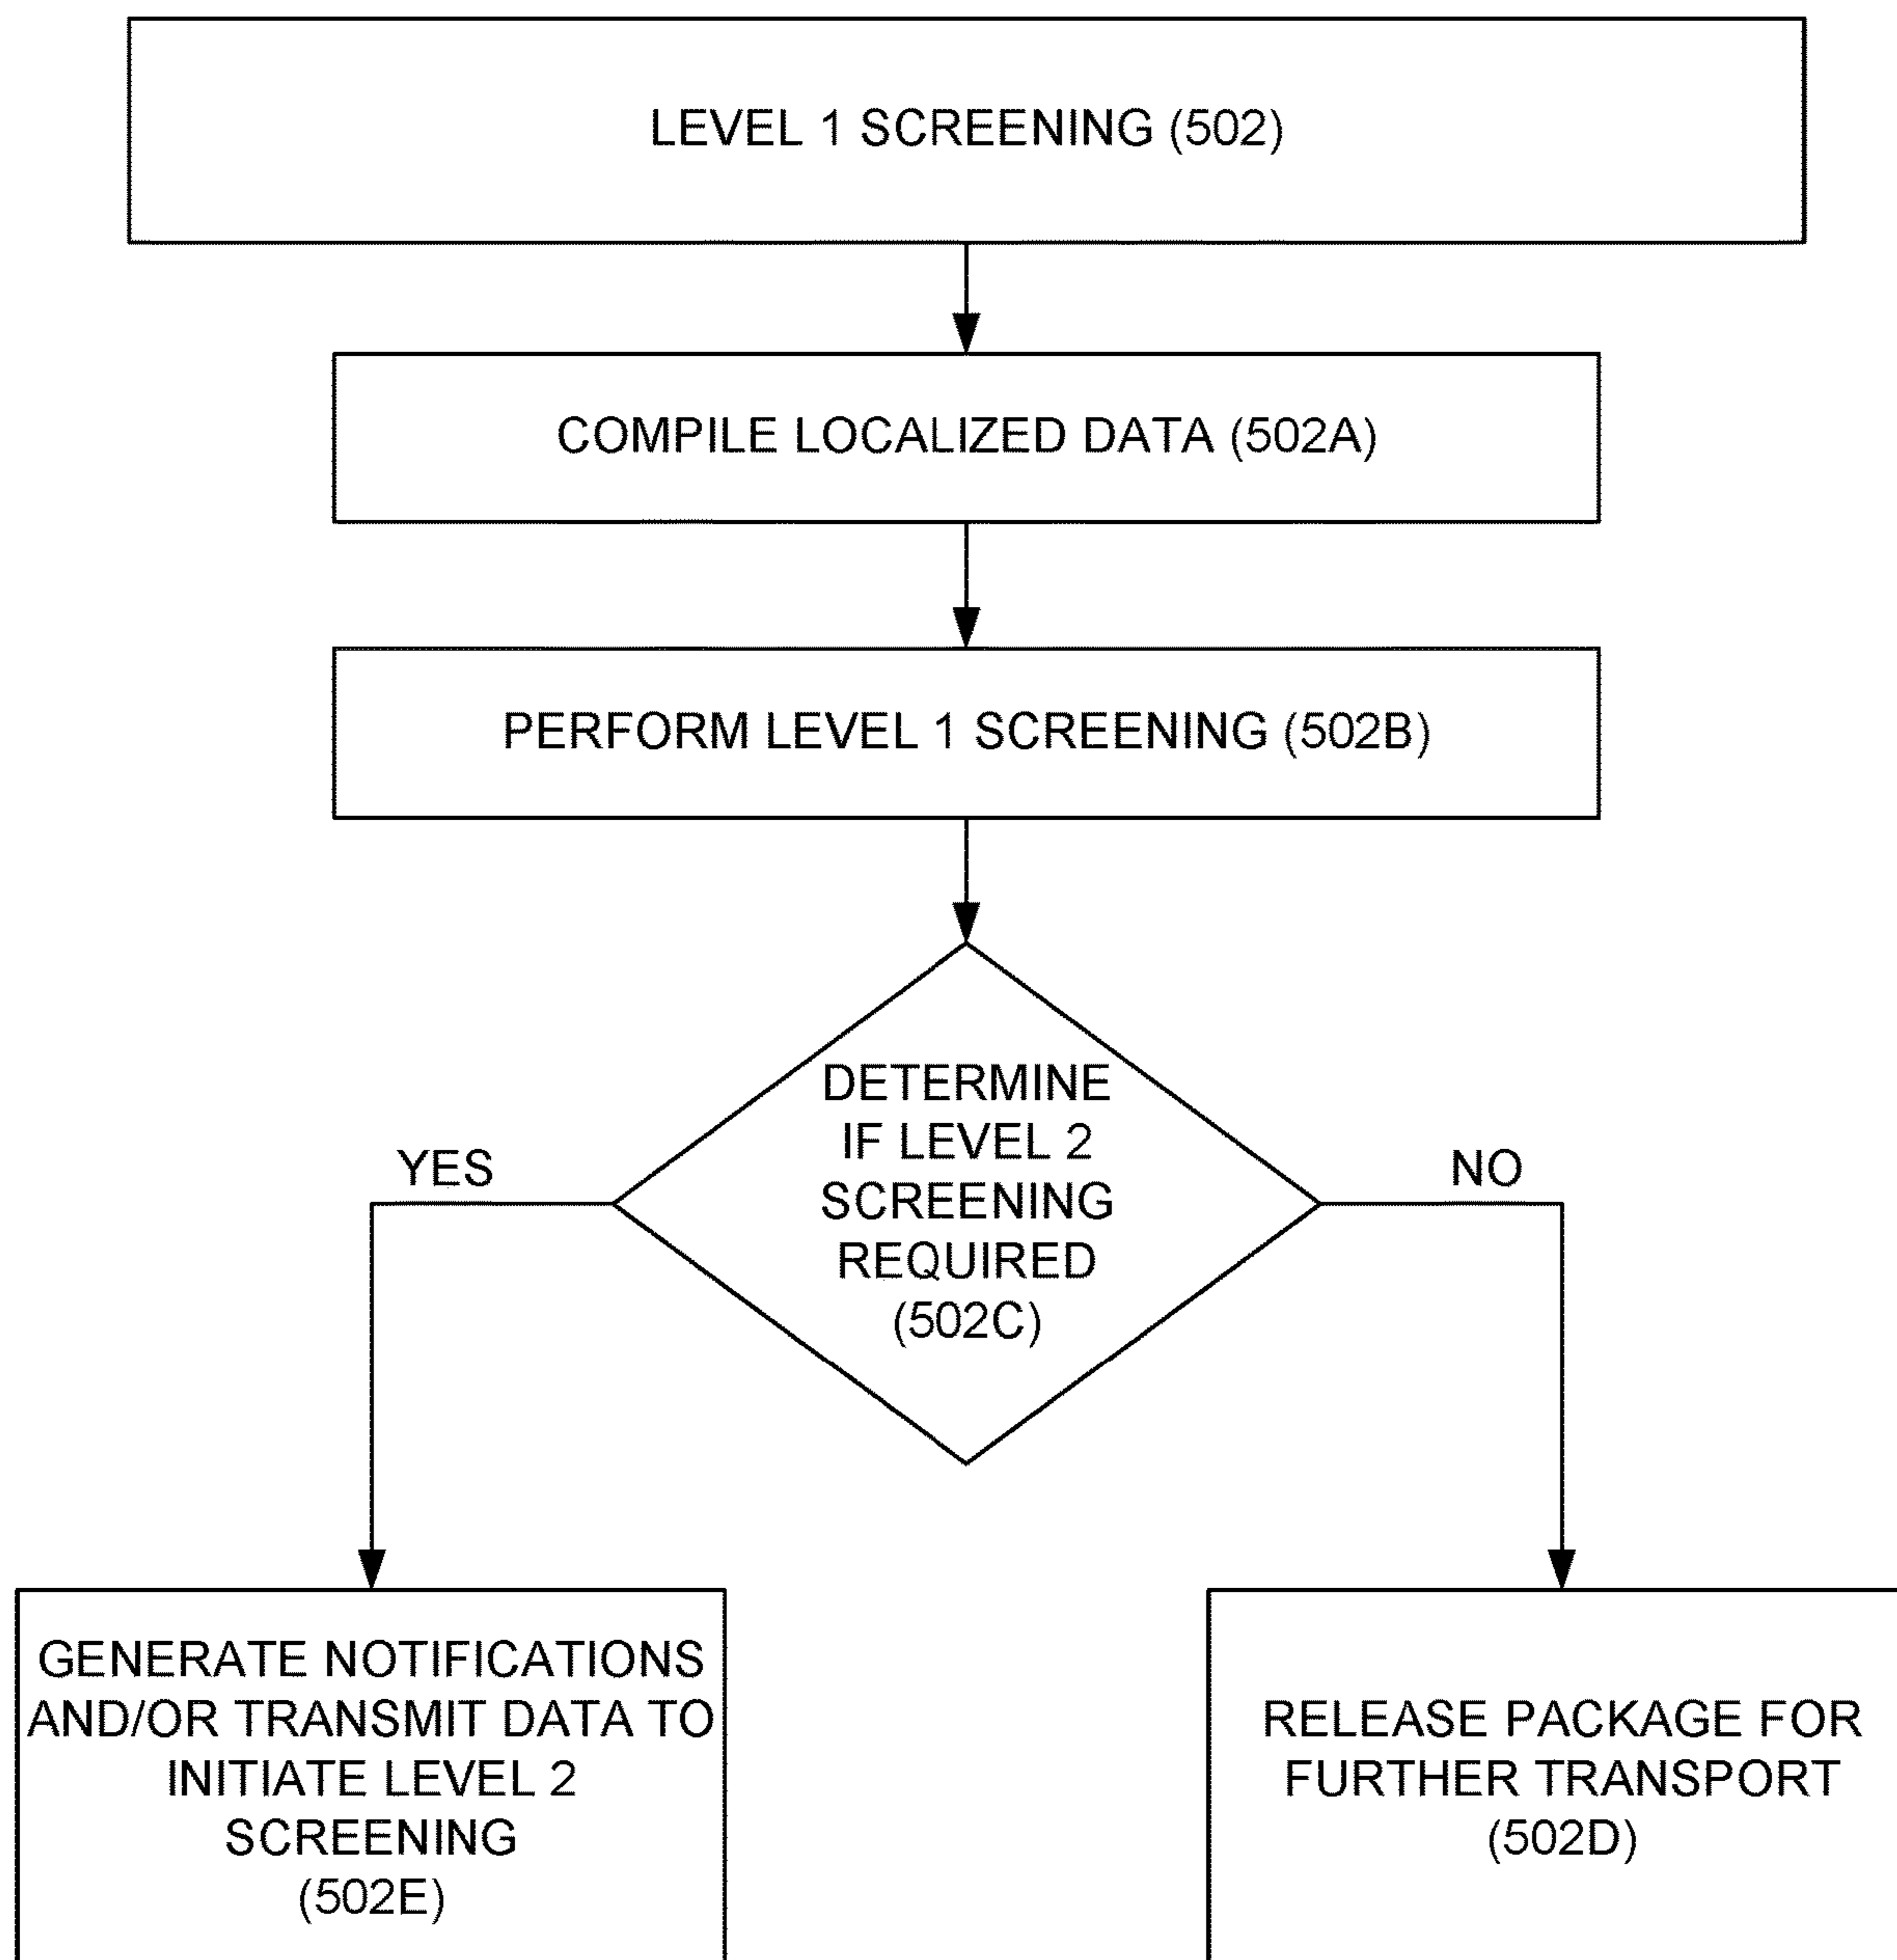 LEVEL 1 SCREENING (502)
COMPILE LOCALIZED DATA (502A)
PERFORM LEVEL 1 SCREENING (502B)
DETERMINE
IF LEVEL 2
SCREENING
REQUIRED
(502C)
YES
NO
GENERATE NOTIFICATIONS
AND/OR TRANSMIT DATA TO
INITIATE LEVEL 2
SCREENING
(502E)
RELEASE PACKAGE FOR
FURTHER TRANSPORT
(502D)